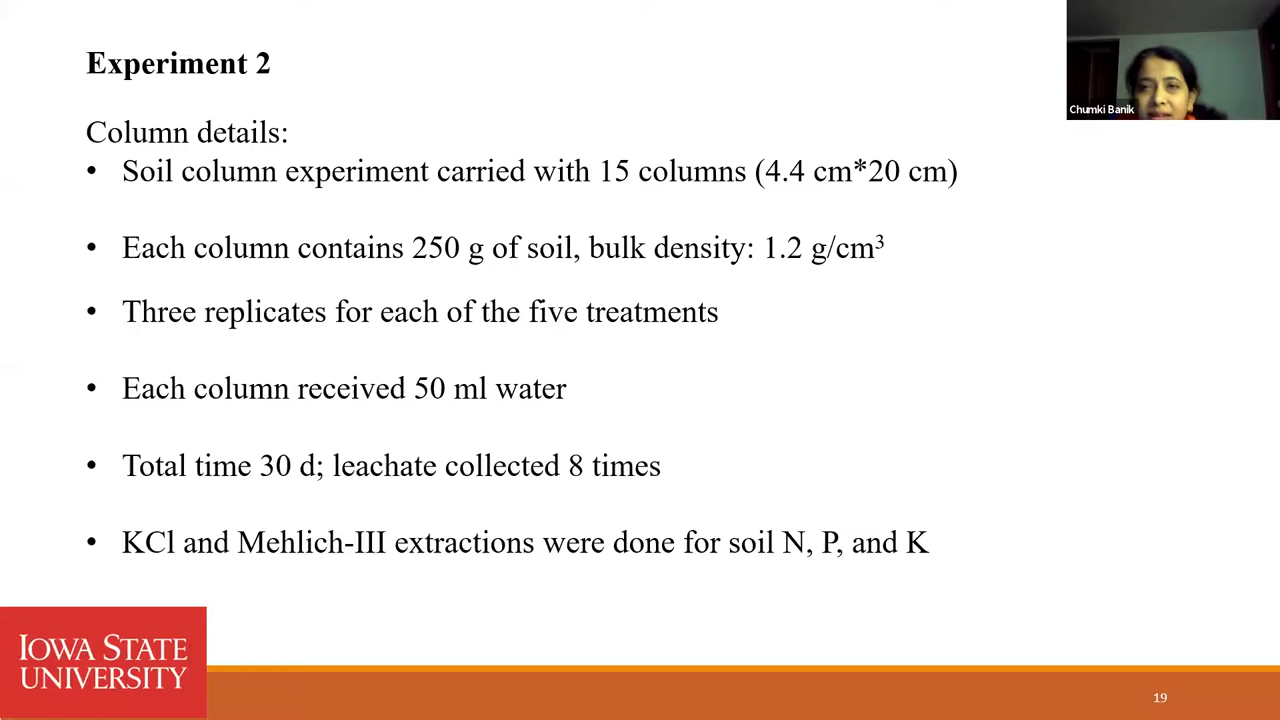 Experiment 2
Chumki Banik
Column details:
• Soil column experiment carried with 15 columns (4.4 cm*20 cm)
• Each column contains 250 g of soil, bulk density: 1.2 g/cm³
• Three replicates for each of the five treatments
• Each column received 50 ml water
• Total time 30 d; leachate collected 8 times
• KCl and Mehlich-III extractions were done for soil N, P, and K
IOWA STATE
UNIVERSITY
19